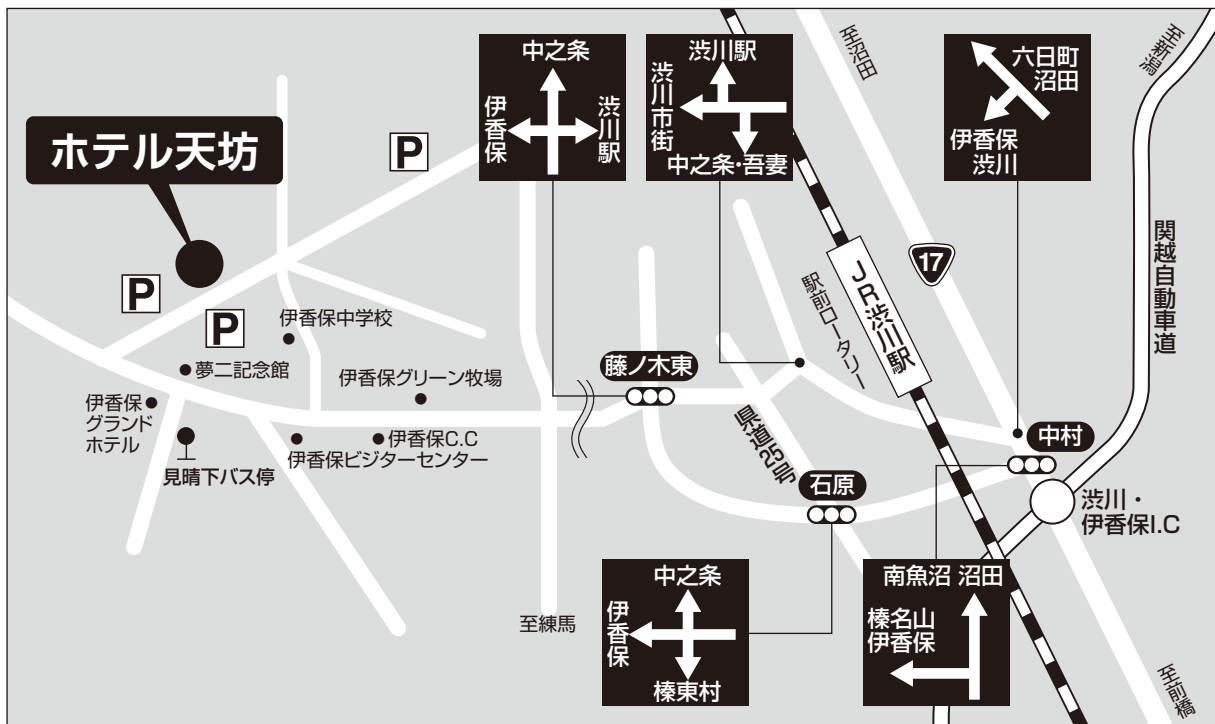 ホテル天坊
P
P
P
中之条
伊香保
渋川駅
渋川駅
渋川市街
中之条・吾妻
至沼田
六日町
沼田
伊香保
渋川
至新潟
関越自動車道
17
JR渋川駅
駅前ロータリー
伊香保中学校
夢二記念館
伊香保グリーン牧場
藤ノ木東
伊香保
グランド
ホテル
見晴下バス停
伊香保C.C
伊香保ビジターセンター
県道25号
石原
中村
渋川・
伊香保I.C
至練馬
中之条
伊香保
榛東村
南魚沼 沼田
榛名山
伊香保
至前橋